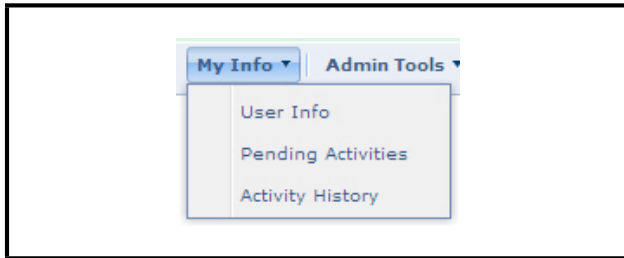 My Info Admin Tools
User Info
Pending Activities
Activity History